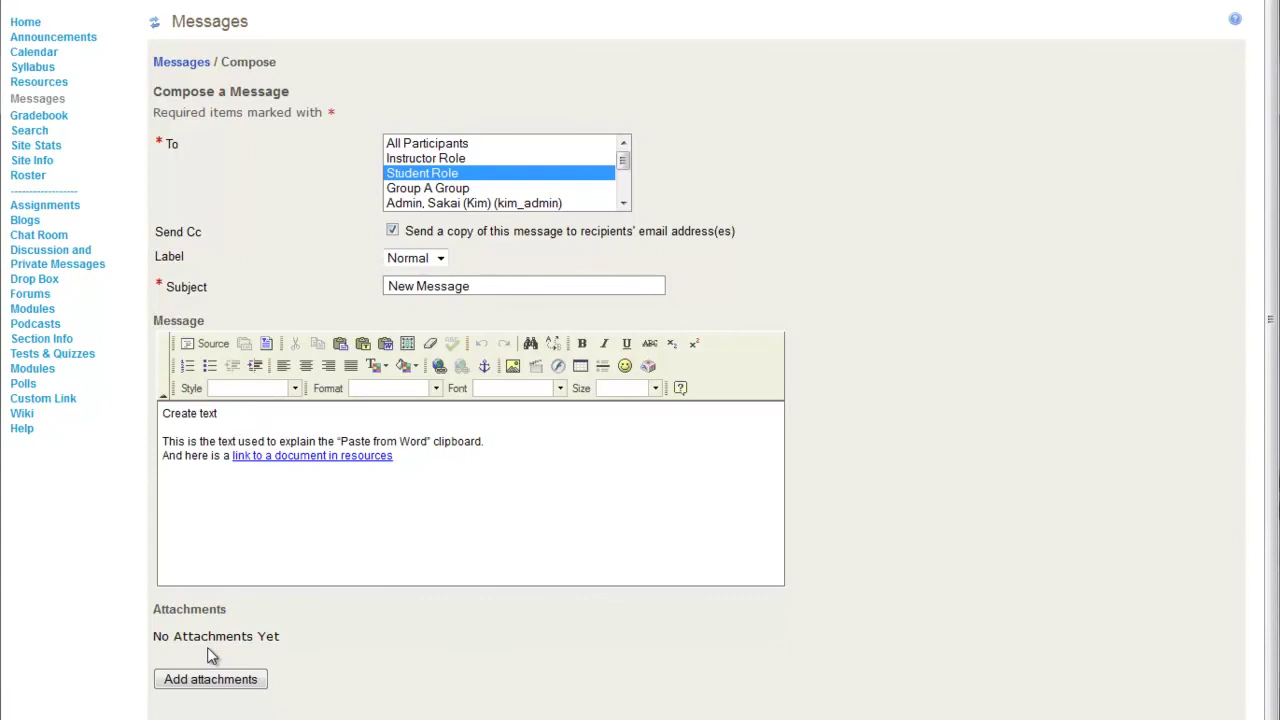 Home
Announcements
Calendar
Syllabus
Resources
Messages
Gradebook
Search
Site Stats
Site Info
Roster
-------------------
Assignments
Blogs
Chat Room
Discussion and
Private Messages
Drop Box
Forums
Modules
Podcasts
Section Info
Tests & Quizzes
Modules
Polls
Custom Link
Wiki
Help
Messages
Messages / Compose
Compose a Message
Required items marked with *
* To
All Participants
Instructor Role
Student Role
Group A Group
Admin, Sakai (Kim) (kim_admin)
Send Cc
Send a copy of this message to recipients' email address(es)
Label
Normal
* Subject
New Message
Message
Source
B I U ABC X₂ X²
Style Format Font Size
Create text
This is the text used to explain the “Paste from Word” clipboard.
And here is a link to a document in resources
Attachments
No Attachments Yet
Add attachments